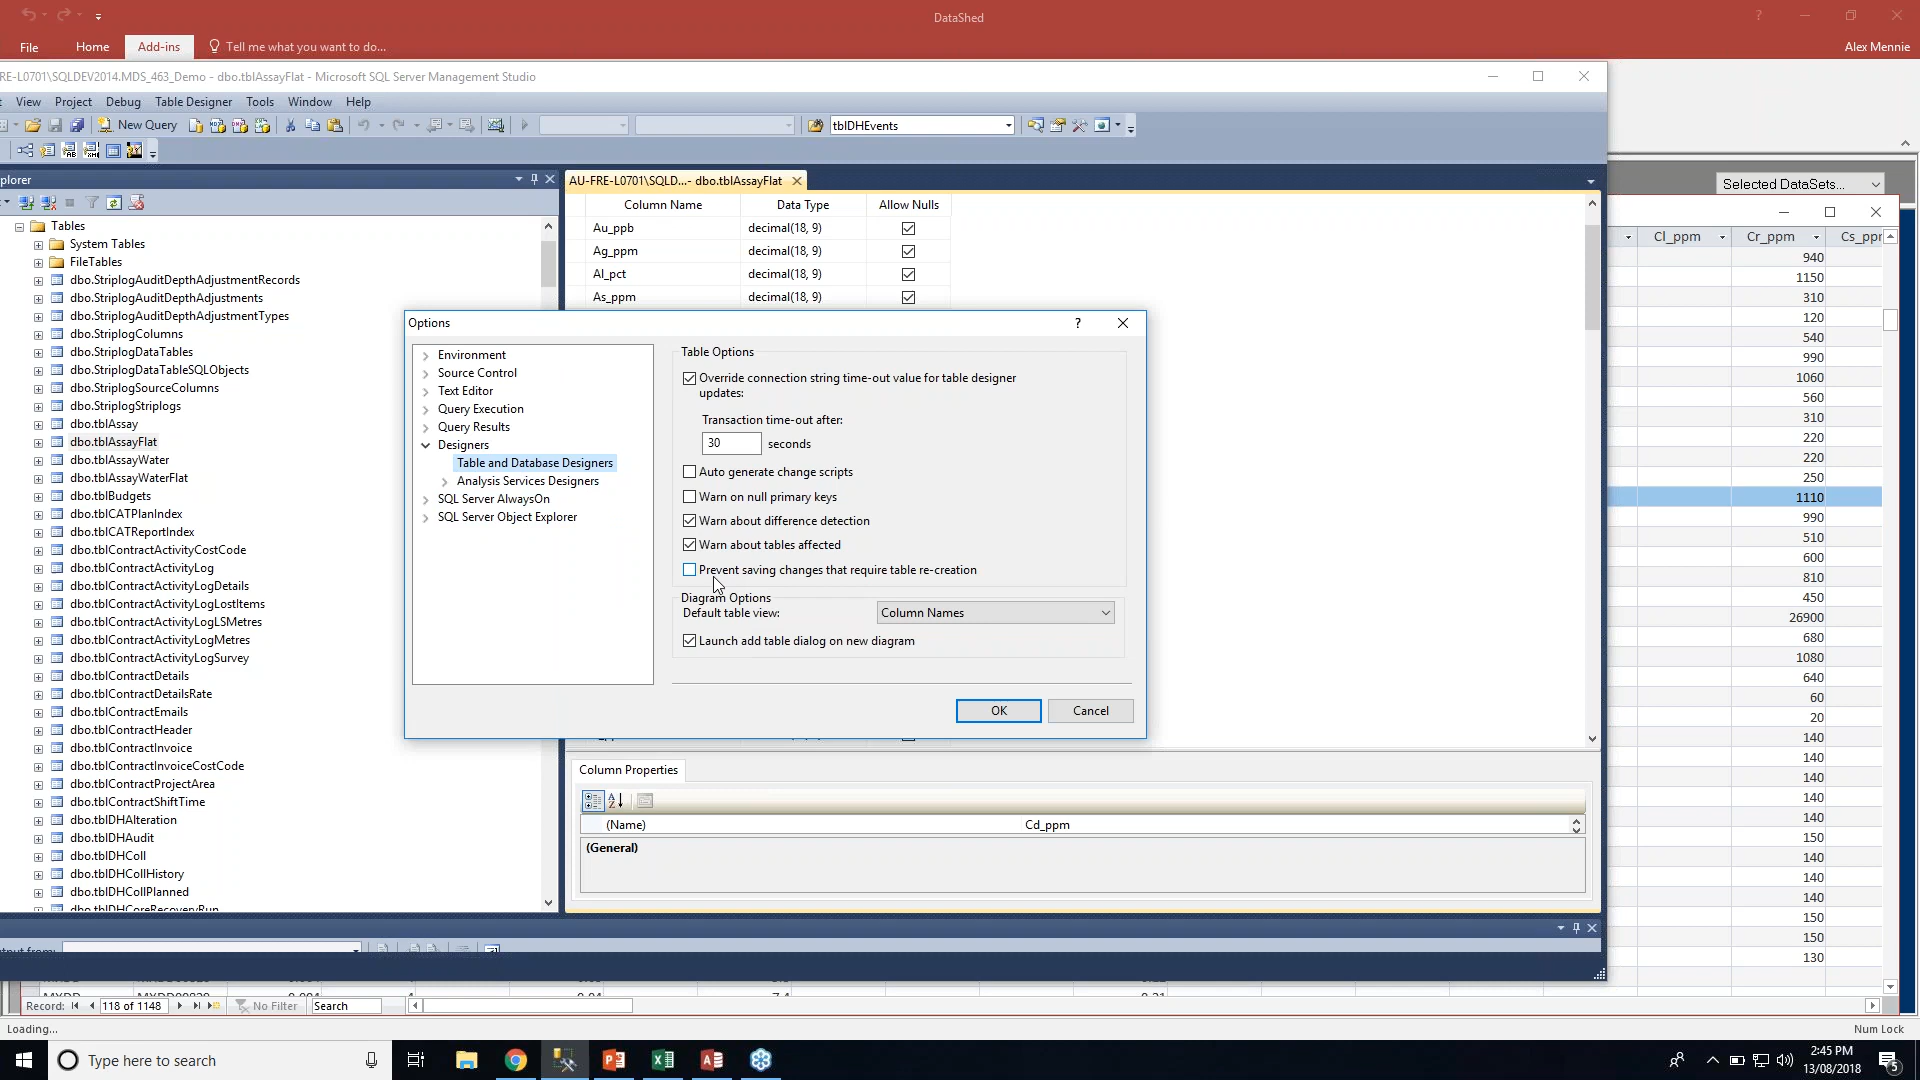 DataShed
File Home Add-ins Tell me what you want to do... Alex Mennie
RE-L0701\SQLDEV2014.MDS_463_Demo - dbo.tblAssayFlat - Microsoft SQL Server Management Studio
View Project Debug Table Designer Tools Window Help
New Query tblDHEvents
plorer
AU-FRE-L0701\SQLD...- dbo.tblAssayFlat
Selected DataSets...
Tables
System Tables
FileTables
dbo.StriplogAuditDepthAdjustmentRecords
dbo.StriplogAuditDepthAdjustments
dbo.StriplogAuditDepthAdjustmentTypes
dbo.StriplogColumns
dbo.StriplogDataTables
dbo.StriplogDataTableSQLObjects
dbo.StriplogSourceColumns
dbo.StriplogStriplogs
dbo.tblAssay
dbo.tblAssayFlat
dbo.tblAssayWater
dbo.tblAssayWaterFlat
dbo.tblBudgets
dbo.tblCATPlanIndex
dbo.tblCATReportIndex
dbo.tblContractActivityCostCode
dbo.tblContractActivityLog
dbo.tblContractActivityLogDetails
dbo.tblContractActivityLogLostItems
dbo.tblContractActivityLogLSMetres
dbo.tblContractActivityLogMetres
dbo.tblContractActivityLogSurvey
dbo.tblContractDetails
dbo.tblContractDetailsRate
dbo.tblContractEmails
dbo.tblContractHeader
dbo.tblContractInvoice
dbo.tblContractInvoiceCostCode
dbo.tblContractProjectArea
dbo.tblContractShiftTime
dbo.tblDHAlteration
dbo.tblDHAudit
dbo.tblDHColl
dbo.tblDHCollHistory
dbo.tblDHCollPlanned
dbo.tblDHCoreRecoveryRun
Column Name Data Type Allow Nulls
Au_ppb decimal(18, 9)
Ag_ppm decimal(18, 9)
Al_pct decimal(18, 9)
As_ppm decimal(18, 9)
Options
?
Environment
Source Control
Text Editor
Query Execution
Query Results
Designers
Table and Database Designers
Analysis Services Designers
SQL Server AlwaysOn
SQL Server Object Explorer
Table Options
Override connection string time-out value for table designer
updates:
Transaction time-out after:
30 seconds
Auto generate change scripts
Warn on null primary keys
Warn about difference detection
Warn about tables affected
Prevent saving changes that require table re-creation
Diagram Options
Default table view: Column Names
Launch add table dialog on new diagram
OK Cancel
Column Properties
(Name) Cd_ppm
(General)
Cl_ppm Cr_ppm Cs_ppr
940
1150
310
120
540
990
1060
560
310
220
220
250
1110
990
510
600
810
450
26900
680
1080
640
60
20
140
140
140
140
140
150
140
140
140
150
150
130
Record: 118 of 1148 No Filter Search
Loading... Num Lock
Type here to search
2:45 PM
13/08/2018
5